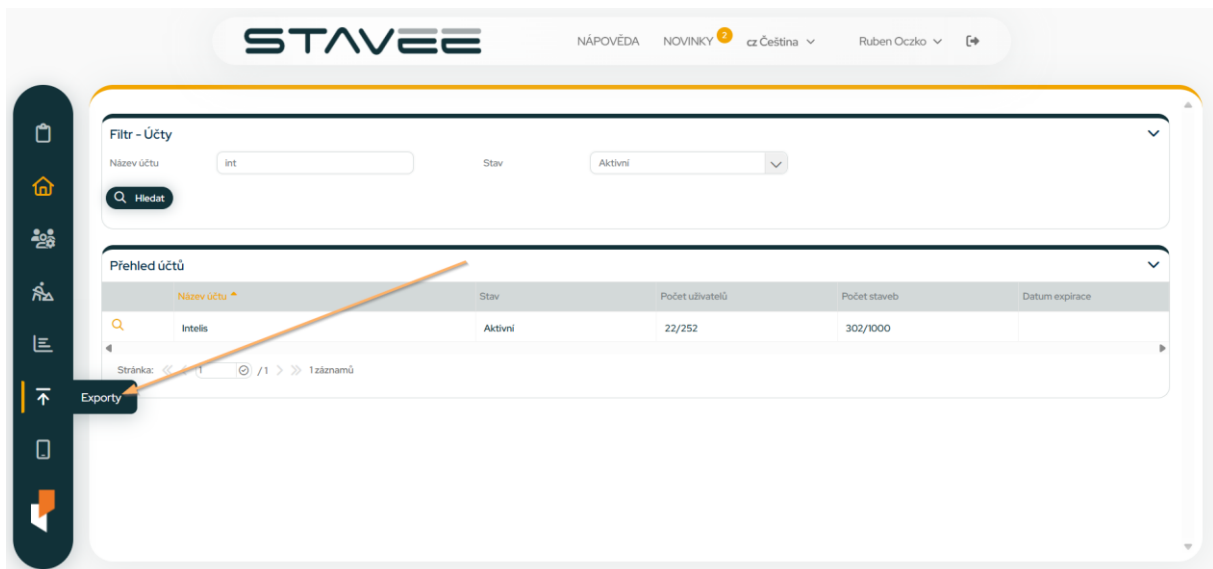 STAVEE NÁPOVĚDA NOVINKY 2 cz Čeština Ruben Oczko
Filtr - Účty
Název účtu int Stav Aktivní
Hledat
Přehled účtů
Název účtu Stav Počet uživatelů Počet staveb Datum expirace
Intelis Aktivní 22/252 302/1000
Stránka: 1 / 1 1 záznamů
Exporty